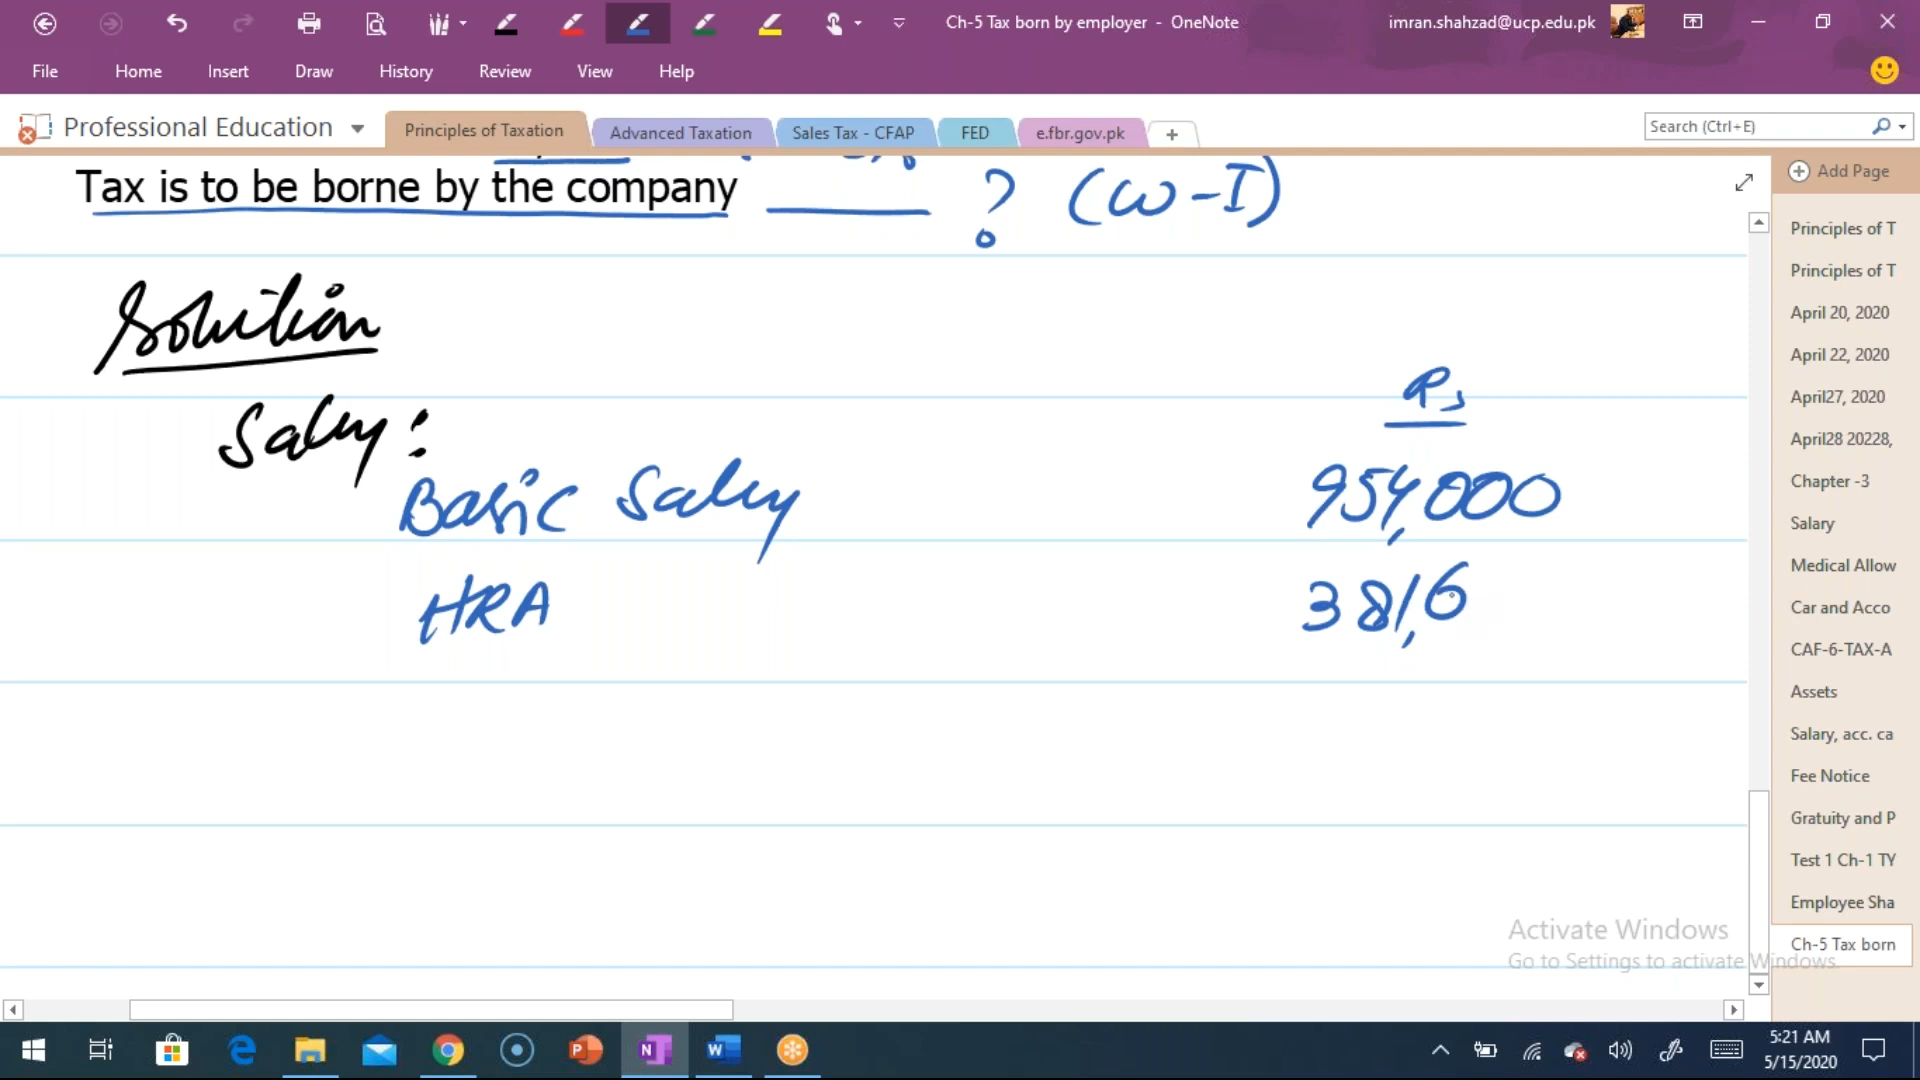 Ch-5 Tax born by employer - OneNote
imran.shahzad@ucp.edu.pk
File Home Insert Draw History Review View Help
Professional Education
Principles of Taxation
Advanced Taxation
Sales Tax - CFAP
FED
e.fbr.gov.pk
+
Search (Ctrl+E)
Tax is to be borne by the company ? (W-I)
Solution
Rs
Salary:
Basic Salary 954,000
HRA 381,6
Add Page
Principles of T
Principles of T
April 20, 2020
April 22, 2020
April27, 2020
April28 20228,
Chapter -3
Salary
Medical Allow
Car and Acco
CAF-6-TAX-A
Assets
Salary, acc. ca
Fee Notice
Gratuity and P
Test 1 Ch-1 TY
Employee Sha
Ch-5 Tax born
Activate Windows
Go to Settings to activate Windows.
5:21 AM
5/15/2020